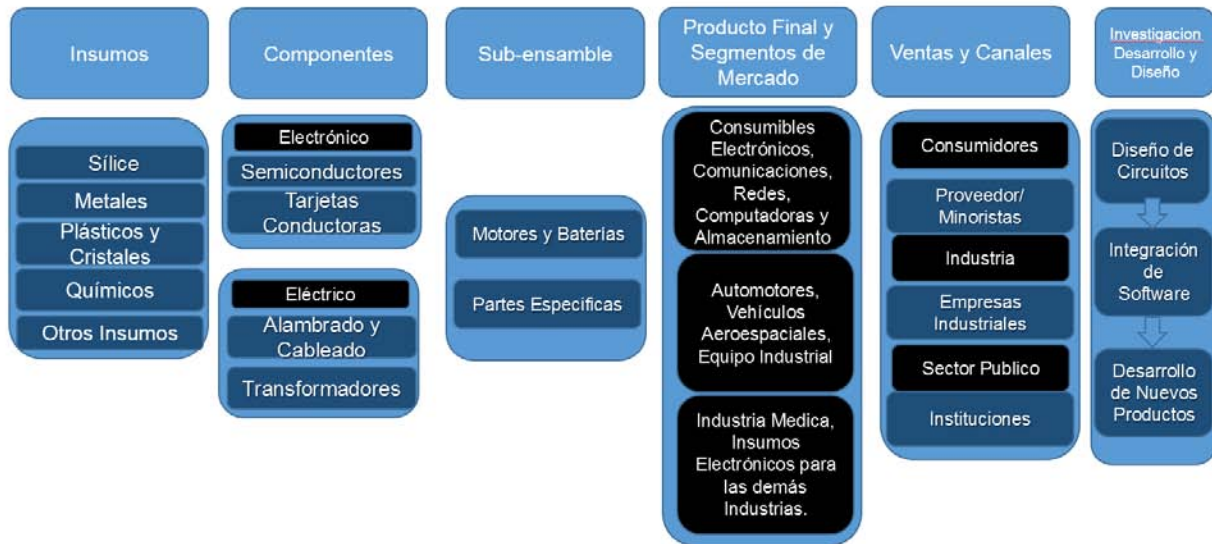 Insumos
Sílice
Metales
Plásticos y
Cristales
Químicos
Otros Insumos
Componentes
Electrónico
Semiconductores
Tarjetas
Conductoras
Eléctrico
Alambrado y
Cableado
Transformadores
Sub-ensamble
Motores y Baterías
Partes Especificas
Producto Final y
Segmentos de
Mercado
Consumibles
Electrónicos,
Comunicaciones,
Redes,
Computadoras y
Almacenamiento
Automotores,
Vehículos
Aeroespaciales,
Equipo Industrial
Industria Medica,
Insumos
Electrónicos para
las demás
Industrias.
Ventas y Canales
Consumidores
Proveedor/
Minoristas
Industria
Empresas
Industriales
Sector Publico
Instituciones
Investigacion
Desarrollo y
Diseño
Diseño de
Circuitos
Integración
de
Software
Desarrollo
de Nuevos
Productos